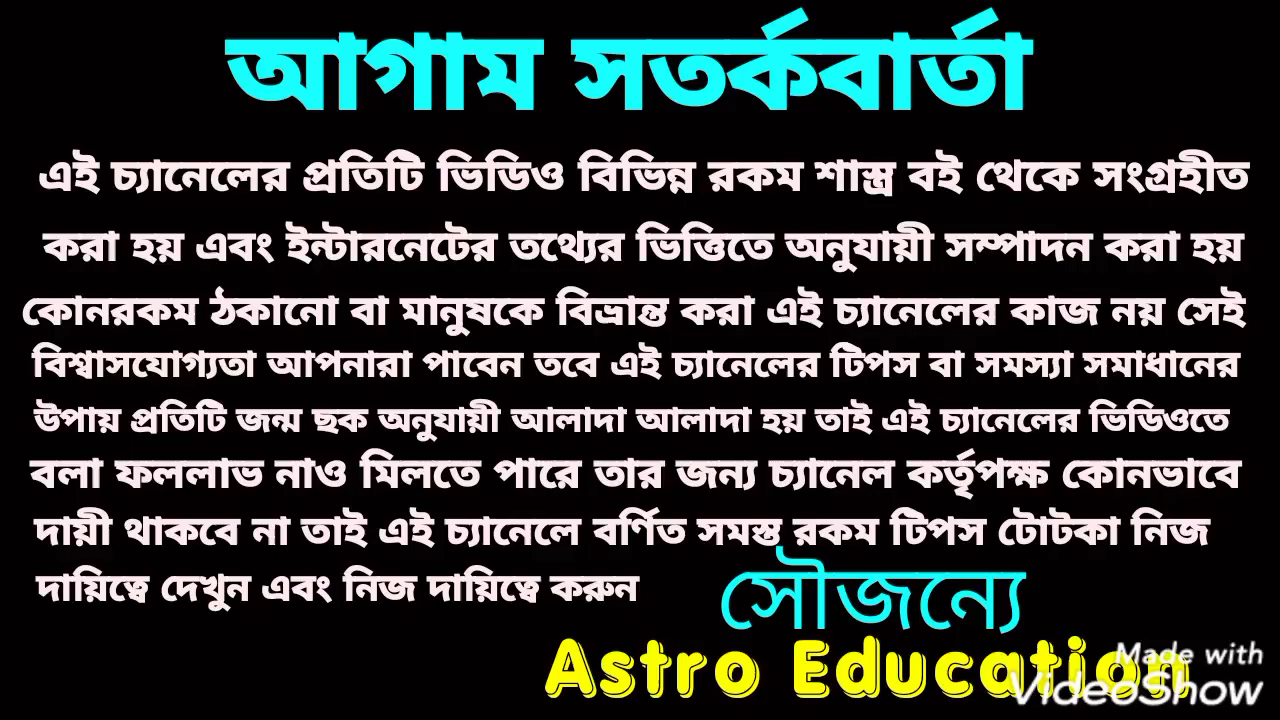 আগাম সতর্কবার্তা
এই চ্যানেলের প্রতিটি ভিডিও বিভিন্ন রকম শাস্ত্র বই থেকে সংগ্রহীত
করা হয় এবং ইন্টারনেটের তথ্যের ভিত্তিতে অনুযায়ী সম্পাদন করা হয়
কোনরকম ঠকানো বা মানুষকে বিভ্রান্ত করা এই চ্যানেলের কাজ নয় সেই
বিশ্বাসযোগ্যতা আপনারা পাবেন তবে এই চ্যানেলের টিপস বা সমস্যা সমাধানের
উপায় প্রতিটি জন্ম ছক অনুযায়ী আলাদা আলাদা হয় তাই এই চ্যানেলের ভিডিওতে
বলা ফললাভ নাও মিলতে পারে তার জন্য চ্যানেল কর্তৃপক্ষ কোনভাবে
দায়ী থাকবে না তাই এই চ্যানেলে বর্ণিত সমস্ত রকম টিপস টোটকা নিজ
দায়িত্বে দেখুন এবং নিজ দায়িত্বে করুন
সৌজন্যে
Astro Education
Made with
VideoShow